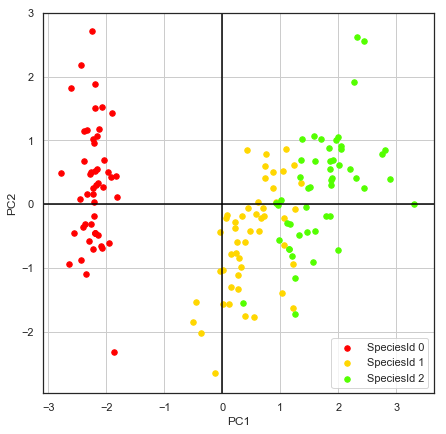 3
2
1
0
−1
−2
PC2
−3
−2
−1
0
1
2
3
PC1
SpeciesId 0
SpeciesId 1
SpeciesId 2